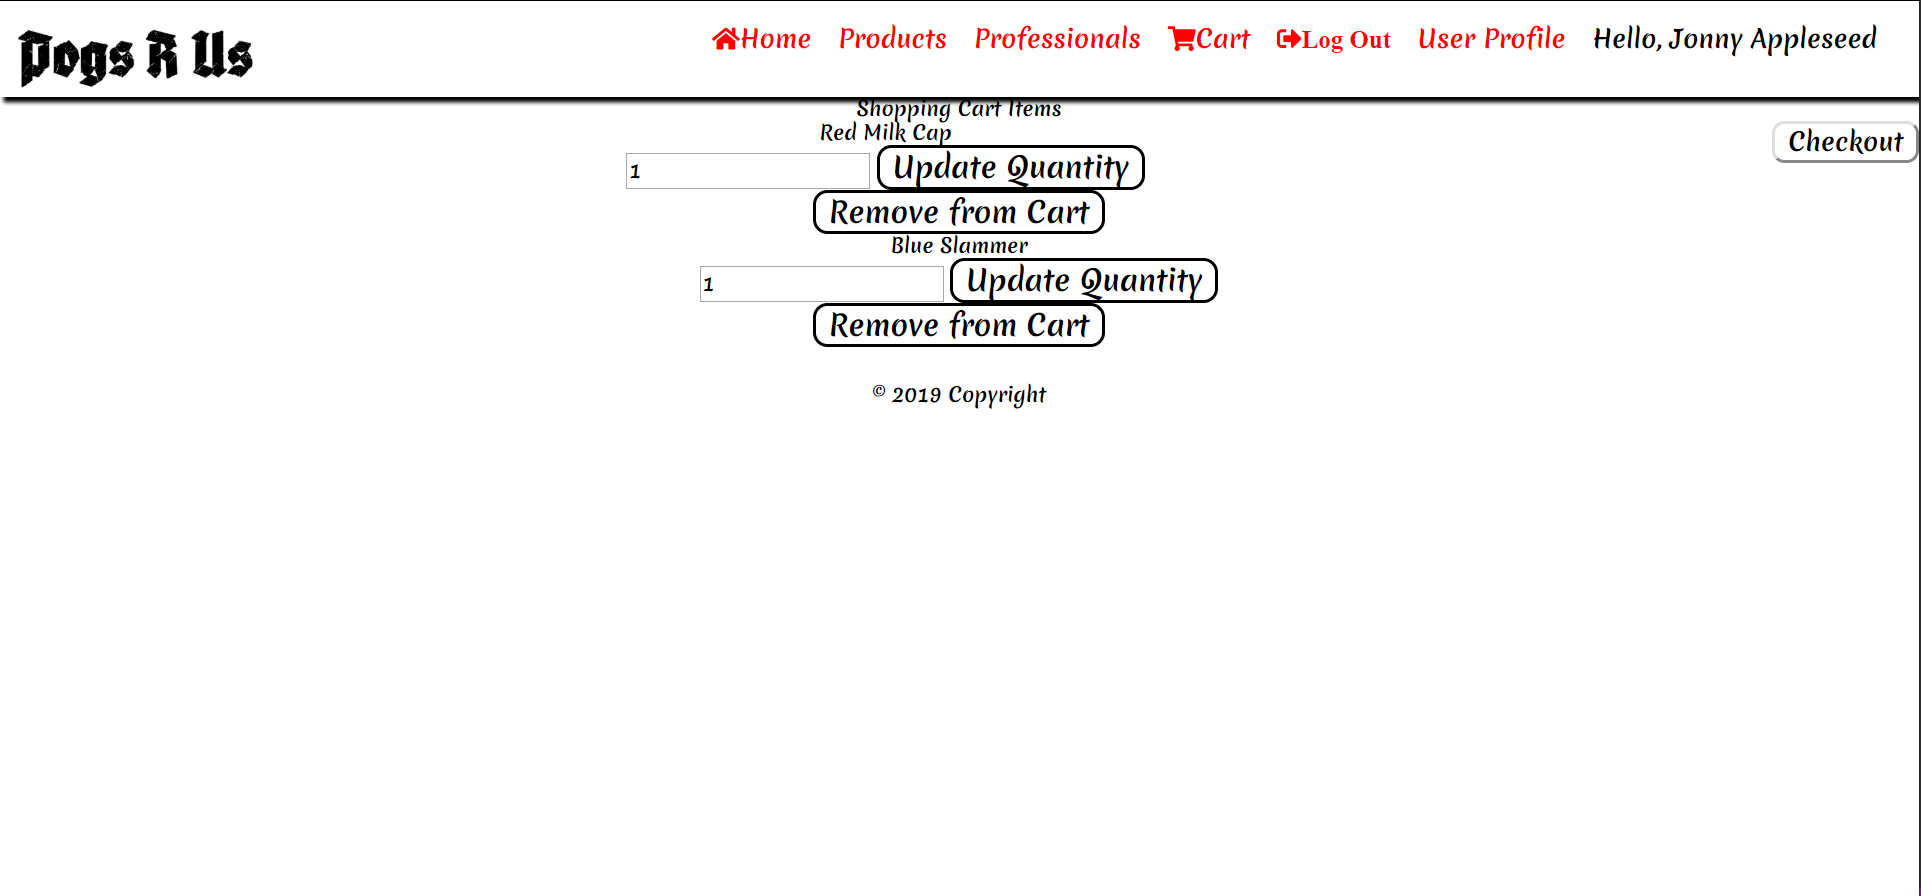 Pogs R Us
Home Products Professionals Cart Log Out User Profile Hello, Jonny Appleseed
Shopping Cart Items
Red Milk Cap
Checkout
1 Update Quantity
Remove from Cart
Blue Slammer
1 Update Quantity
Remove from Cart
© 2019 Copyright